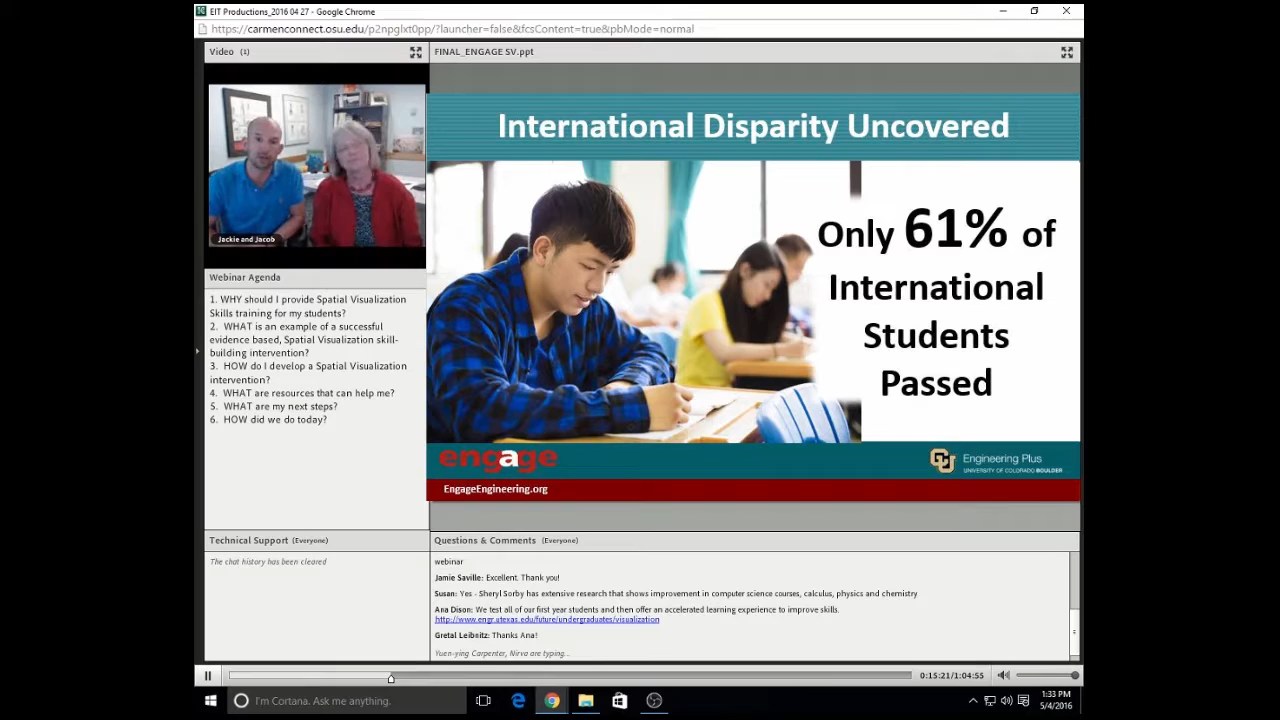 EIT Productions_2016 04 27 - Google Chrome
https://carmenconnect.osu.edu/p2npglxt0pp/?launcher=false&fcsContent=true&pbMode=normal
Video (1)
FINAL_ENGAGE SV.ppt
Jackie and Jacob
International Disparity Uncovered
Only 61% of
International
Students
Passed
engage
Engineering Plus
UNIVERSITY OF COLORADO BOULDER
EngageEngineering.org
Webinar Agenda
1. WHY should I provide Spatial Visualization
Skills training for my students?
2. WHAT is an example of a successful
evidence based, Spatial Visualization skill-
building intervention?
3. HOW do I develop a Spatial Visualization
intervention?
4. WHAT are resources that can help me?
5. WHAT are my next steps?
6. HOW did we do today?
Technical Support (Everyone)
The chat history has been cleared
Questions & Comments (Everyone)
webinar
Jamie Saville: Excellent. Thank you!
Susan: Yes - Sheryl Sorby has extensive research that shows improvement in computer science courses, calculus, physics and chemistry
Ana Dison: We test all of our first year students and then offer an accelerated learning experience to improve skills.
http://www.engr.utexas.edu/future/undergraduates/visualization
Gretal Leibnitz: Thanks Ana!
Yuen-ying Carpenter, Nirva are typing...
0:15:21/1:04:55
I'm Cortana. Ask me anything.
1:33 PM
5/4/2016